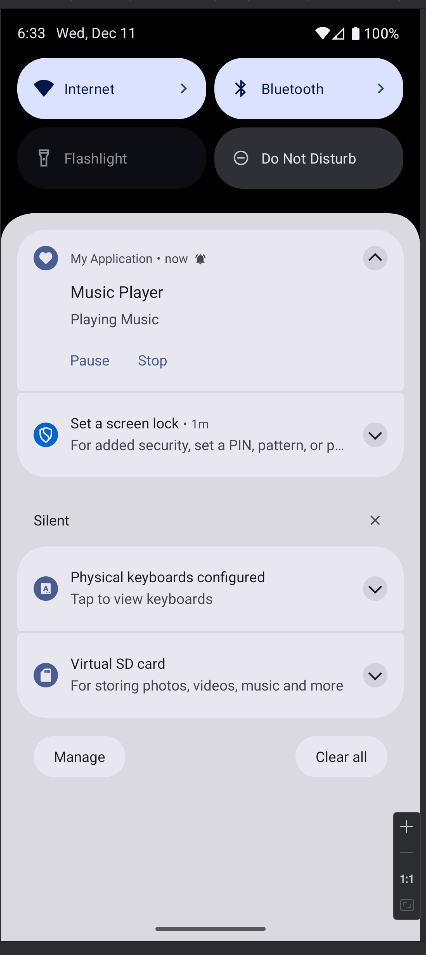 6:33 Wed, Dec 11 100%
Internet Bluetooth
Flashlight Do Not Disturb
My Application • now
Music Player
Playing Music
Pause Stop
Set a screen lock • 1m
For added security, set a PIN, pattern, or p...
Silent
Physical keyboards configured
Tap to view keyboards
Virtual SD card
For storing photos, videos, music and more
Manage Clear all
1:1